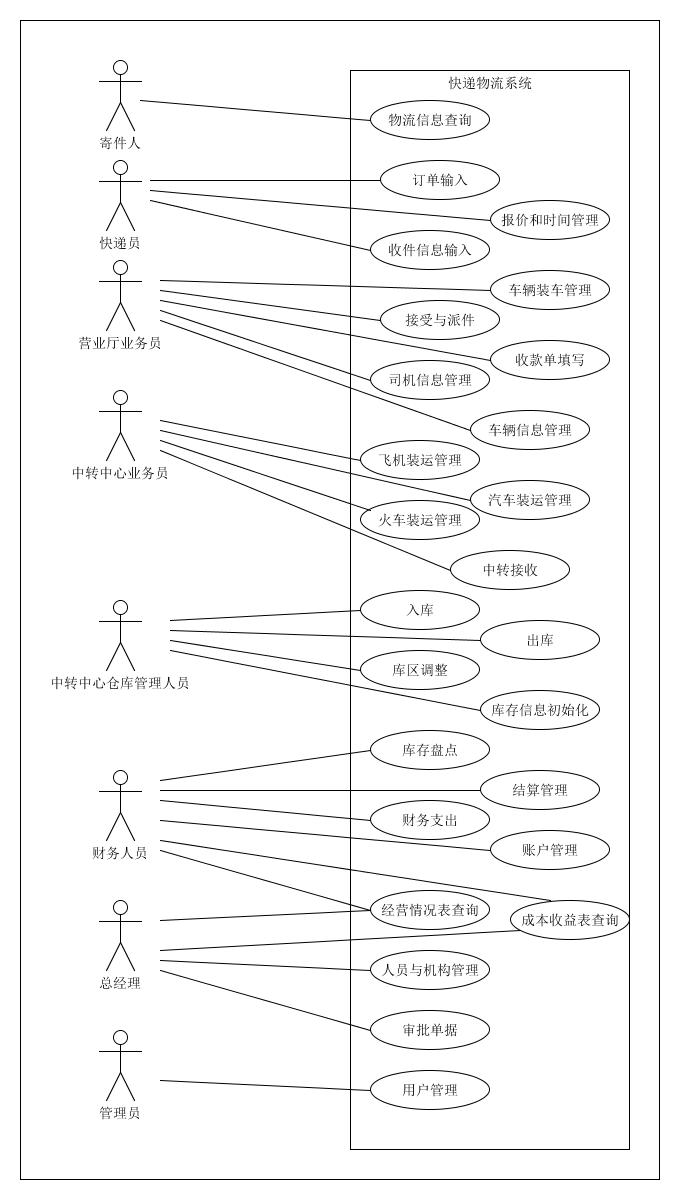 快递物流系统
寄件人
物流信息查询
快递员
订单输入
报价和时间管理
收件信息输入
营业厅业务员
车辆装车管理
接受与派件
收款单填写
司机信息管理
车辆信息管理
中转中心业务员
飞机装运管理
汽车装运管理
火车装运管理
中转接收
中转中心仓库管理人员
入库
出库
库区调整
库存信息初始化
财务人员
库存盘点
结算管理
财务支出
账户管理
经营情况表查询
成本收益表查询
总经理
人员与机构管理
审批单据
管理员
用户管理